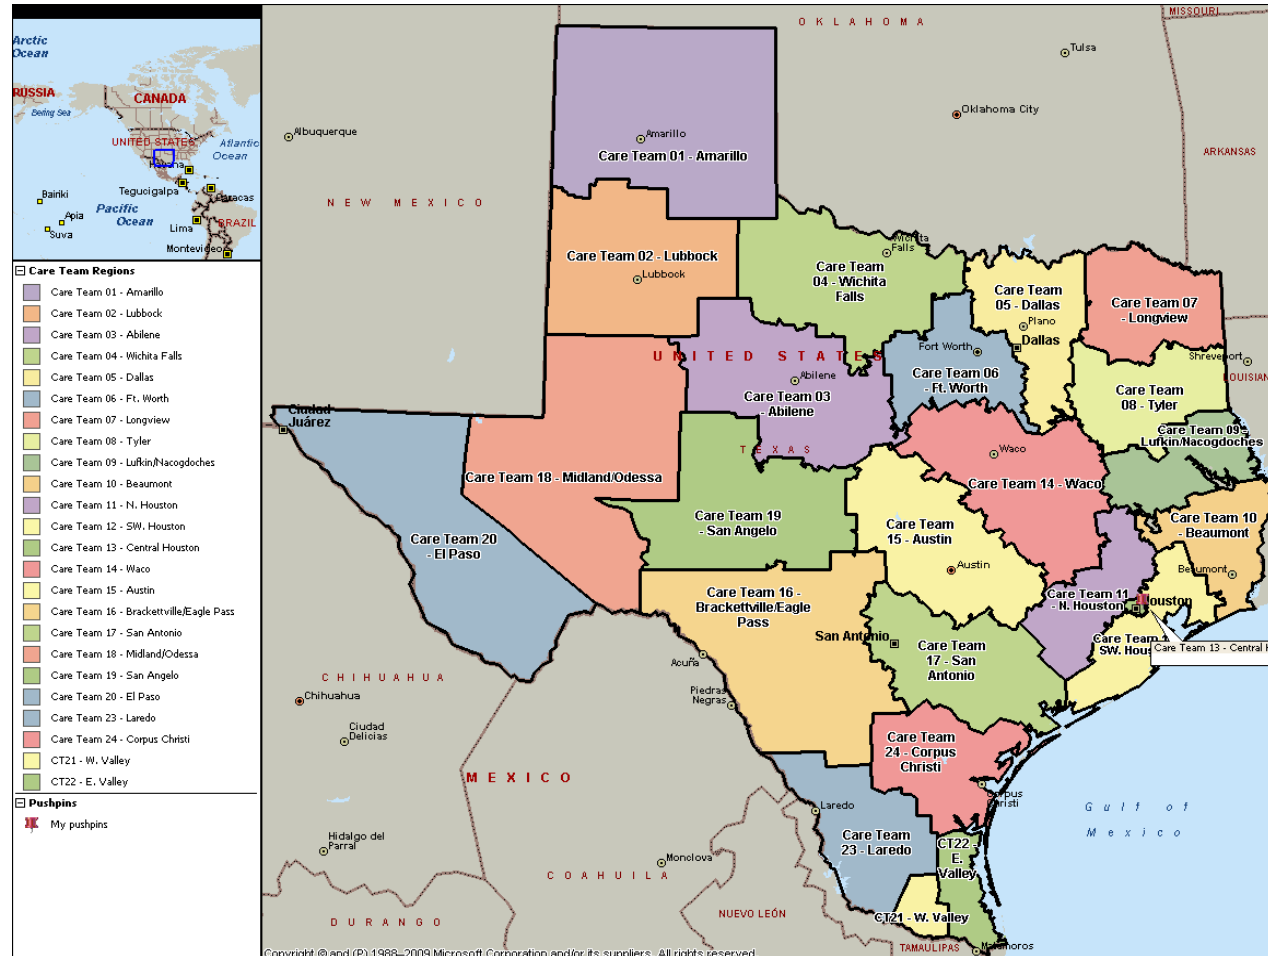 Arctic
Ocean
RUSSIA
Bering Sea
CANADA
UNITED STATES
Atlantic
Ocean
Havana
Tegucigalpa
Caracas
Bairiki
Pacific
Ocean
Apia
Suva
Lima
BRAZIL
Montevideo
Care Team Regions
Care Team 01 - Amarillo
Care Team 02 - Lubbock
Care Team 03 - Abilene
Care Team 04 - Wichita Falls
Care Team 05 - Dallas
Care Team 06 - Ft. Worth
Care Team 07 - Longview
Care Team 08 - Tyler
Care Team 09 - Lufkin/Nacogdoches
Care Team 10 - Beaumont
Care Team 11 - N. Houston
Care Team 12 - SW. Houston
Care Team 13 - Central Houston
Care Team 14 - Waco
Care Team 15 - Austin
Care Team 16 - Brackettville/Eagle Pass
Care Team 17 - San Antonio
Care Team 18 - Midland/Odessa
Care Team 19 - San Angelo
Care Team 20 - El Paso
Care Team 23 - Laredo
Care Team 24 - Corpus Christi
CT21 - W. Valley
CT22 - E. Valley
Pushpins
My pushpins
MISSOURI
OKLAHOMA
Tulsa
Oklahoma City
Albuquerque
Amarillo
Care Team 01 - Amarillo
ARKANSAS
NEW MEXICO
Wichita
Falls
Care Team 02 - Lubbock
Lubbock
Care Team
04 - Wichita
Falls
Care Team
05 - Dallas
Plano
Dallas
Care Team 07
- Longview
UNITED STATES
Fort Worth
Care Team 06
- Ft. Worth
Shreveport
LOUISIAN
Abilene
Care Team 03
- Abilene
Care Team
08 - Tyler
Ciudad
Juárez
TEXAS
Care Team 09 -
Lufkin/Nacogdoches
Waco
Care Team 14 - Waco
Care Team 18 - Midland/Odessa
Care Team 19
- San Angelo
Care Team
15 - Austin
Austin
Care Team 10
- Beaumont
Beaumont
Care Team 20
- El Paso
Care Team 16 -
Brackettville/Eagle
Pass
Care Team 11
- N. Houston
Houston
Care Team 1
SW. Hous
Care Team 13 - Central H
San Antonio
Care Team
17 - San
Antonio
Acuña
Piedras
Negras
CHIHUAHUA
Chihuahua
Ciudad
Delicias
Care Team
24 - Corpus
Christi
Corpus
Christi
MEXICO
Gulf of
Mexico
Laredo
Care Team
23 - Laredo
CT22 -
E.
Valley
Hidalgo del
Parral
Monclova
COAHUILA
CT21 - W. Valley
NUEVO LEÓN
DURANGO
TAMAULIPAS
Matamoros
Copyright © and (P) 1988–2009 Microsoft Corporation and/or its suppliers. All rights reserved.